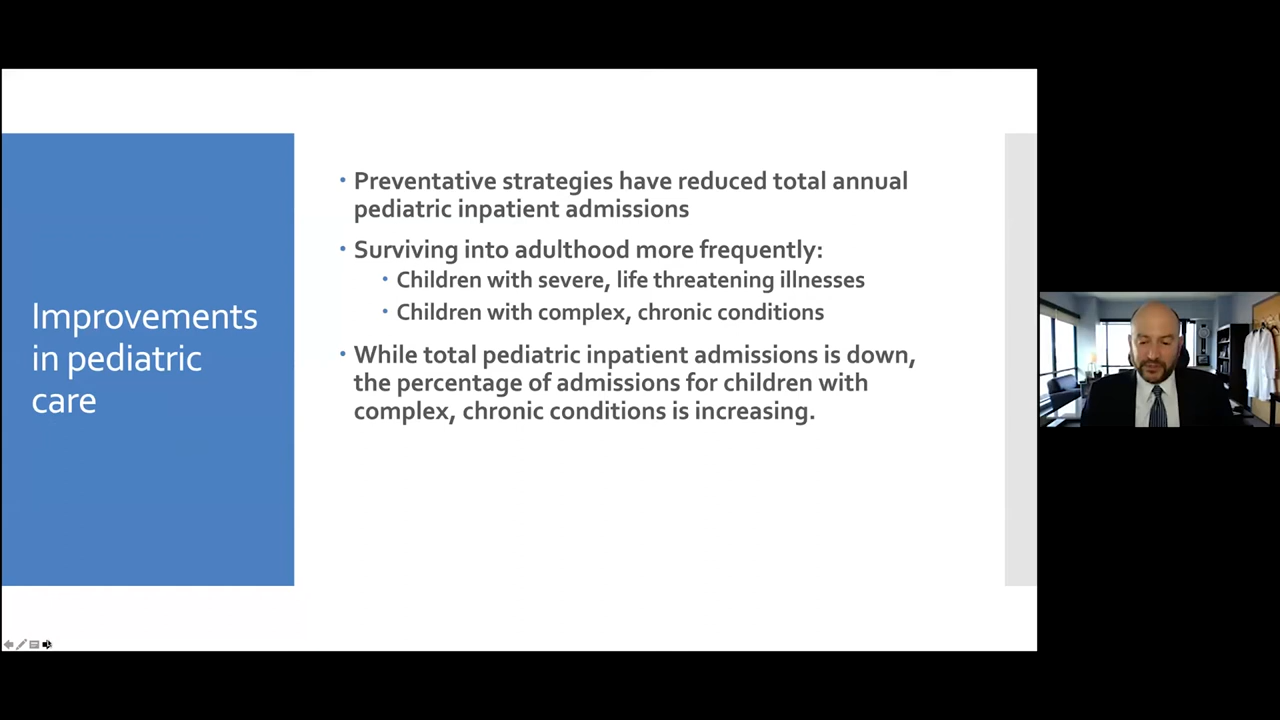 Improvements
in pediatric
care
• Preventative strategies have reduced total annual
pediatric inpatient admissions
• Surviving into adulthood more frequently:
• Children with severe, life threatening illnesses
• Children with complex, chronic conditions
• While total pediatric inpatient admissions is down,
the percentage of admissions for children with
complex, chronic conditions is increasing.